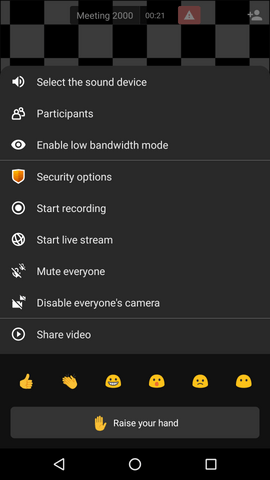 Meeting 2000 00:21
Select the sound device
Participants
Enable low bandwidth mode
Security options
Start recording
Start live stream
Mute everyone
Disable everyone's camera
Share video
Raise your hand